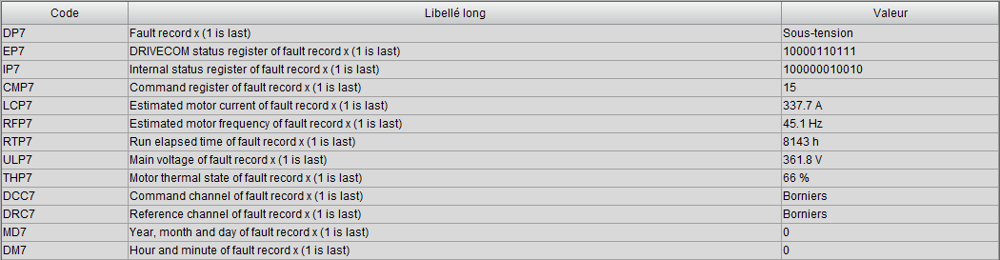 Code Libellé long Valeur
DP7 Fault record x (1 is last) Sous-tension
EP7 DRIVECOM status register of fault record x (1 is last) 10000110111
IP7 Internal status register of fault record x (1 is last) 100000010010
CMP7 Command register of fault record x (1 is last) 15
LCP7 Estimated motor current of fault record x (1 is last) 337.7 A
RFP7 Estimated motor frequency of fault record x (1 is last) 45.1 Hz
RTP7 Run elapsed time of fault record x (1 is last) 8143 h
ULP7 Main voltage of fault record x (1 is last) 361.8 V
THP7 Motor thermal state of fault record x (1 is last) 66 %
DCC7 Command channel of fault record x (1 is last) Borniers
DRC7 Reference channel of fault record x (1 is last) Borniers
MD7 Year, month and day of fault record x (1 is last) 0
DM7 Hour and minute of fault record x (1 is last) 0